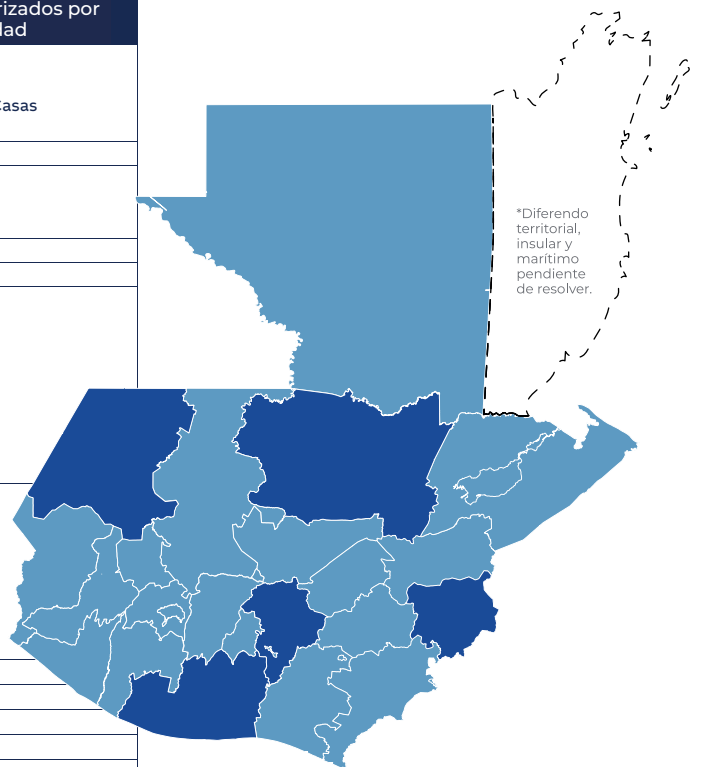 rizados por
dad
Casas
*Diferendo
territorial,
insular y
marítimo
pendiente
de resolver.